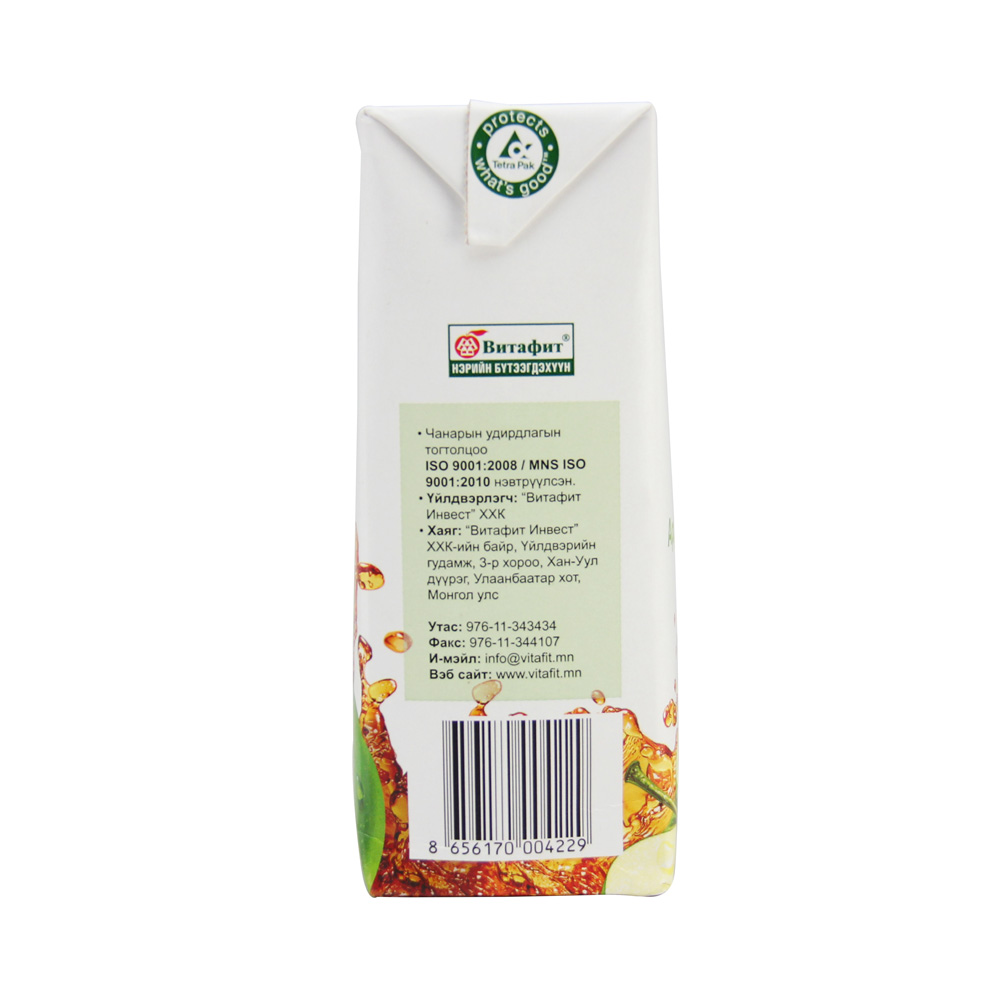 protects
Tetra Pak
what's good™
Витафит®
НЭРИЙН БҮТЭЭГДЭХҮҮН
• Чанарын удирдлагын
тогтолцоо
ISO 9001:2008 / MNS ISO
9001:2010 нэвтрүүлсэн.
• Үйлдвэрлэгч: "Витафит
Инвест" ХХК
• Хаяг: "Витафит Инвест"
ХХК-ийн байр, Үйлдвэрийн
гудамж, 3-р хороо, Хан-Уул
дүүрэг, Улаанбаатар хот,
Монгол улс
Утас: 976-11-343434
Факс: 976-11-344107
И-мэйл: info@vitafit.mn
Вэб сайт: www.vitafit.mn
8 656170 004229